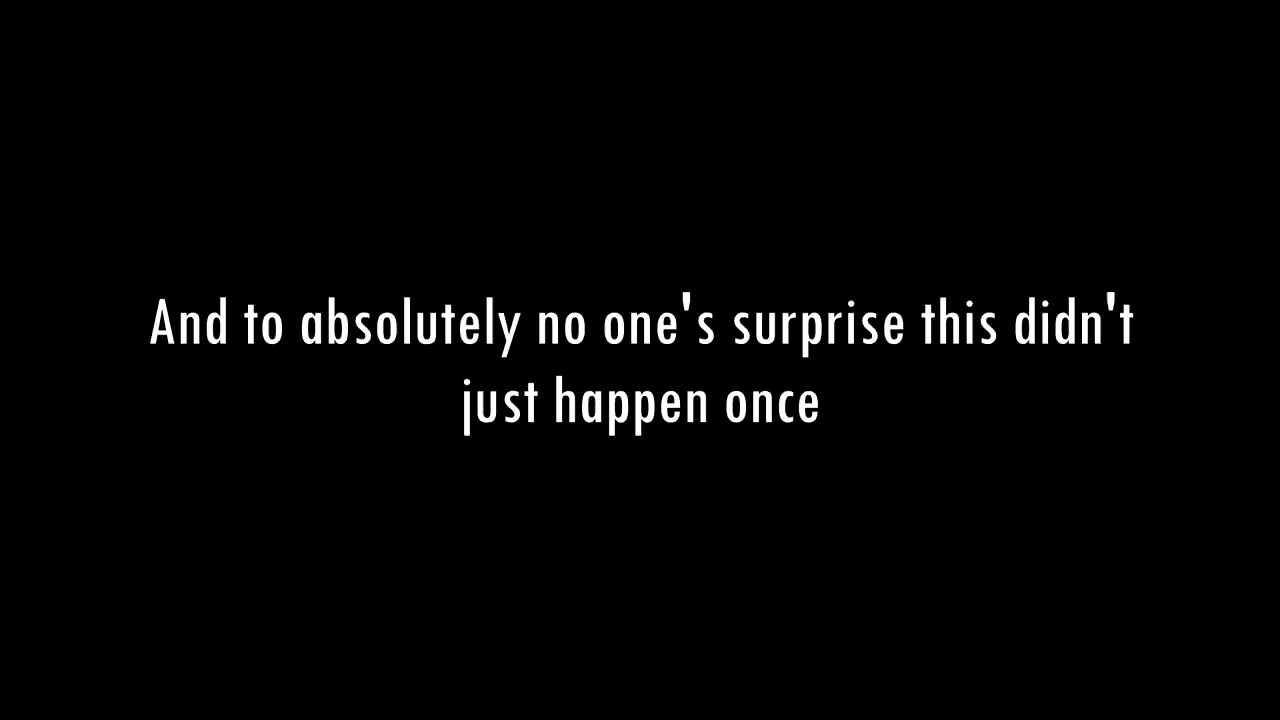 And to absolutely no one's surprise this didn't
just happen once